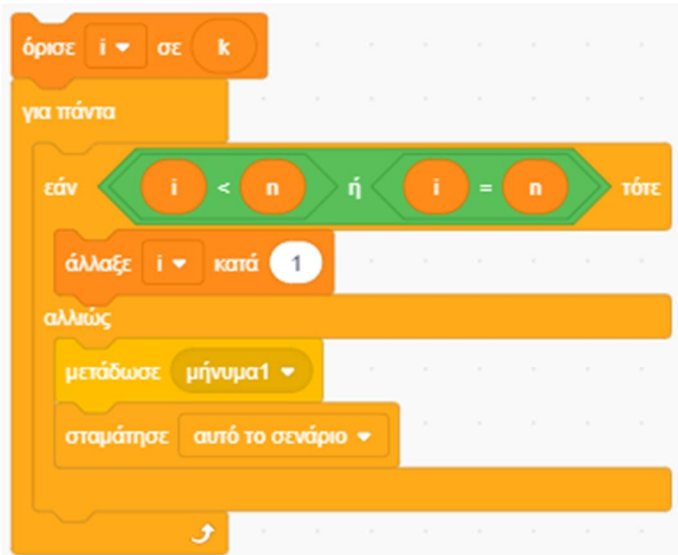 όρισε i σε k
για πάντα
εάν i < n ή i = n τότε
άλλαξε i κατά 1
αλλιώς
μετάδωσε μήνυμα1
σταμάτησε αυτό το σενάριο